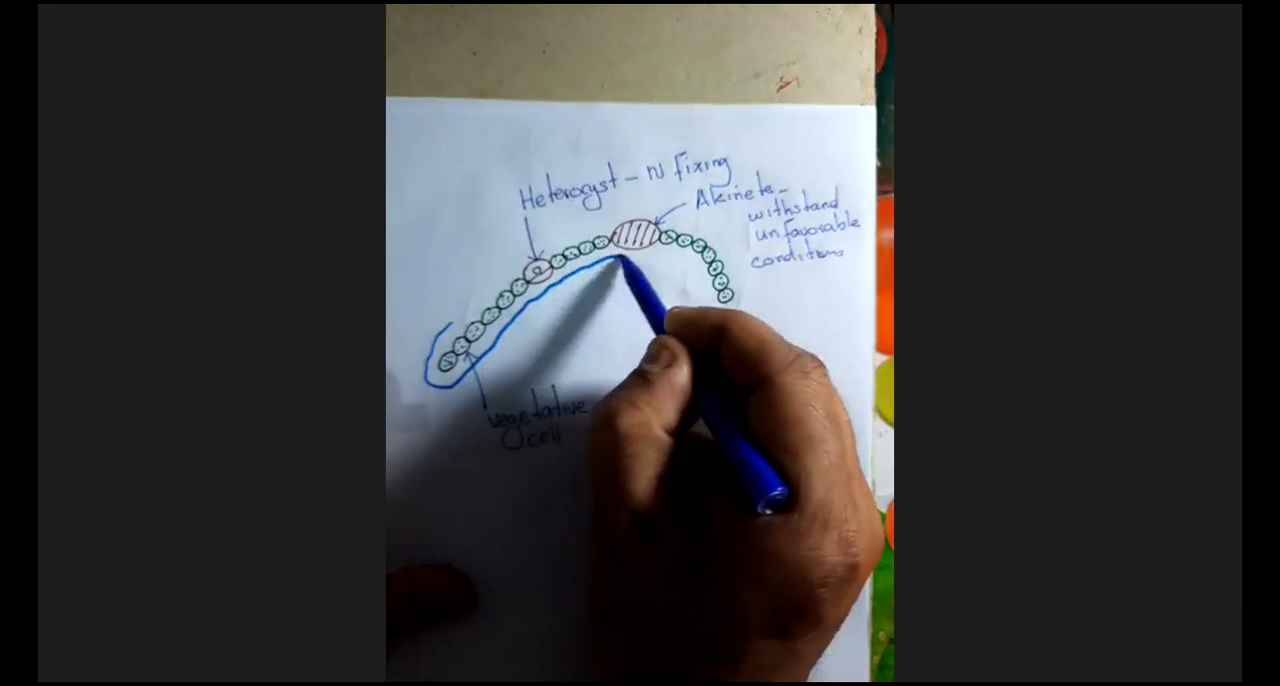 Heterocyst - N fixing
Akinete -
withstand
unfavorable
conditions
vegetative
cell